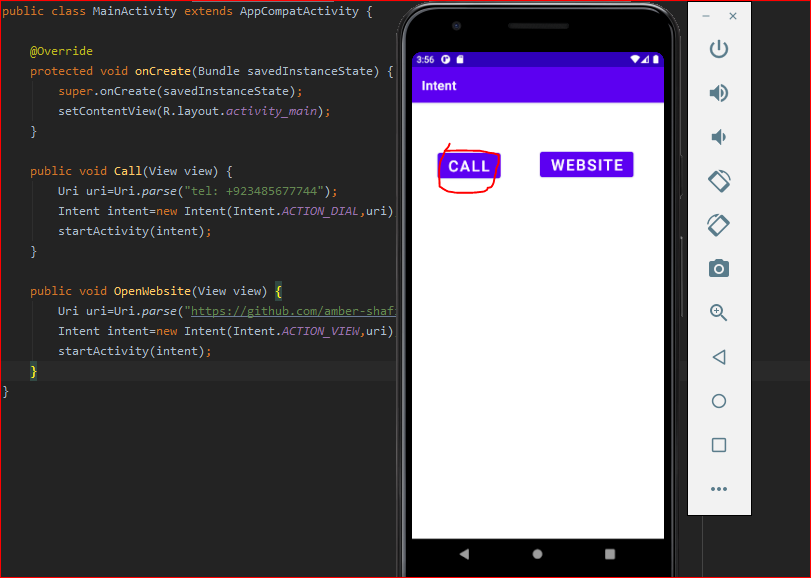 public class MainActivity extends AppCompatActivity {
@Override
protected void onCreate(Bundle savedInstanceState) {
super.onCreate(savedInstanceState);
setContentView(R.layout.activity_main);
}
public void Call(View view) {
Uri uri=Uri.parse("tel: +923485677744");
Intent intent=new Intent(Intent.ACTION_DIAL,uri)
startActivity(intent);
}
public void OpenWebsite(View view) {
Uri uri=Uri.parse("https://github.com/amber-shaf
Intent intent=new Intent(Intent.ACTION_VIEW,uri)
startActivity(intent);
}
}
3:56
Intent
CALL
WEBSITE